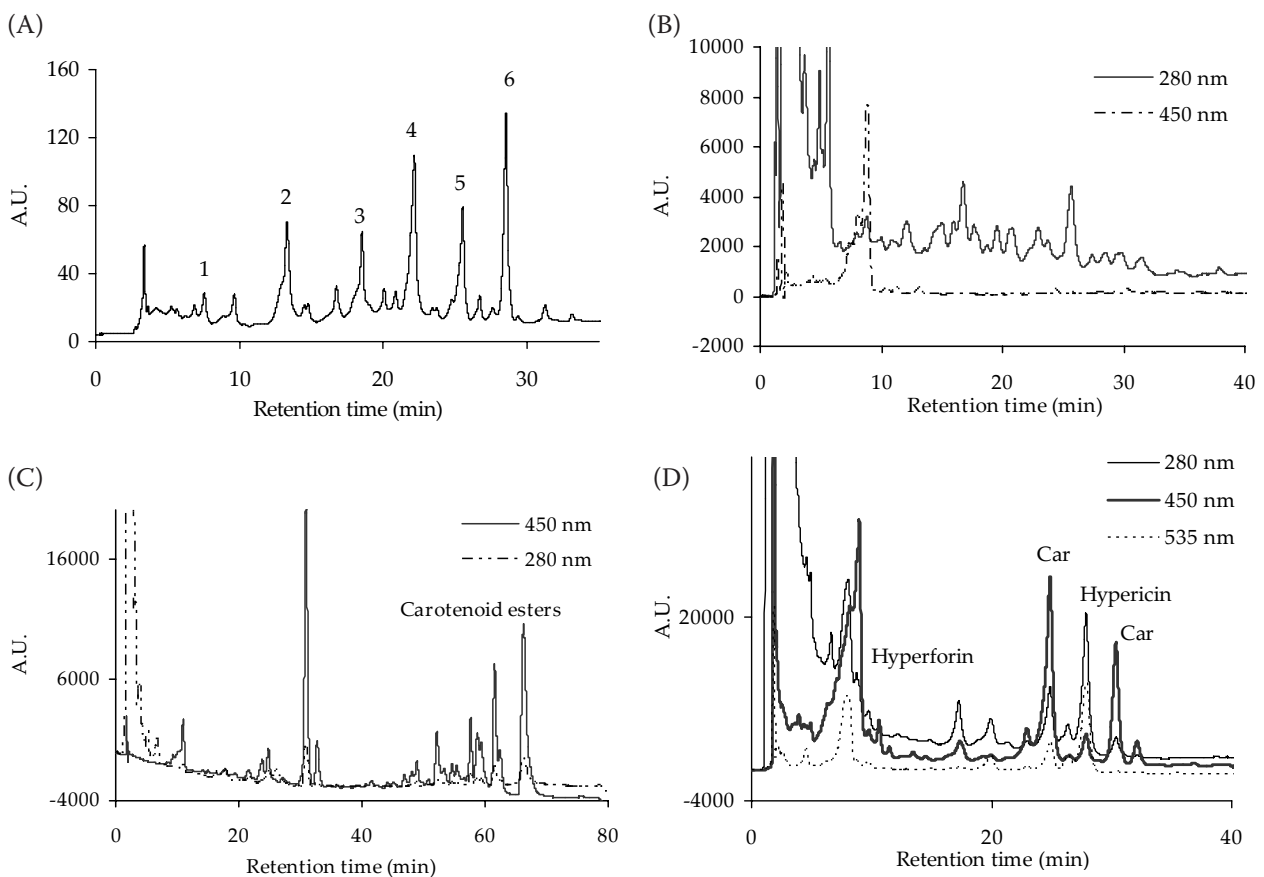 (A)
160
120
80
40
0
A.U.
1
2
3
4
5
6
0 10 20 30
Retention time (min)
(B)
10000
8000
6000
4000
2000
0
-2000
A.U.
280 nm
450 nm
0 10 20 30 40
Retention time (min)
(C)
16000
6000
-4000
A.U.
450 nm
280 nm
Carotenoid esters
0 20 40 60 80
Retention time (min)
(D)
20000
-4000
A.U.
280 nm
450 nm
535 nm
Car
Hypericin
Car
Hyperforin
0 20 40
Retention time (min)